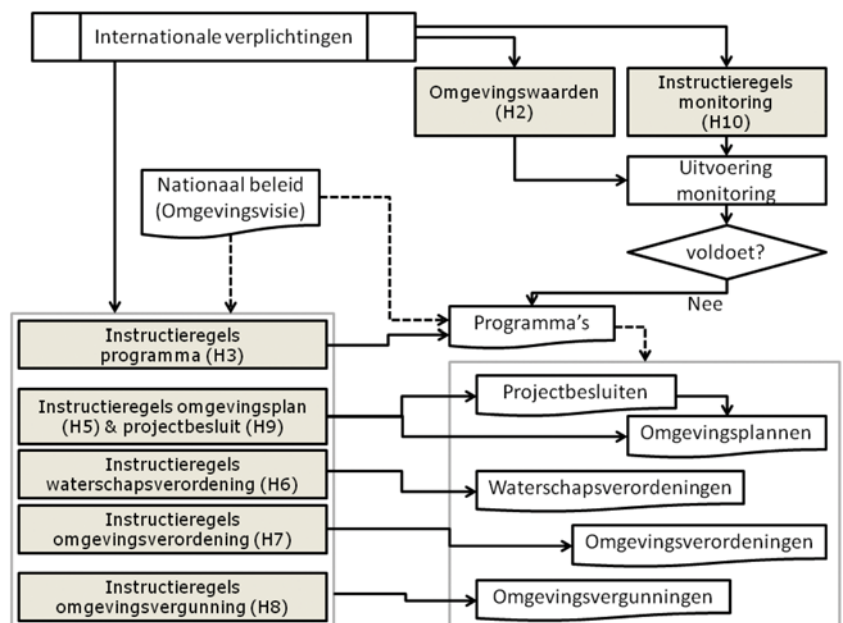 Internationale verplichtingen
Omgevingswaarden
(H2)
Instructieregels
monitoring
(H10)
Nationaal beleid
(Omgevingsvisie)
Uitvoering
monitoring
voldoet?
Nee
Programma's
Instructieregels
programma (H3)
Instructieregels omgevingsplan
(H5) & projectbesluit (H9)
Instructieregels
waterschapsverordening (H6)
Instructieregels
omgevingsverordening (H7)
Instructieregels
omgevingsvergunning (H8)
Projectbesluiten
Omgevingsplannen
Waterschapsverordeningen
Omgevingsverordeningen
Omgevingsvergunningen